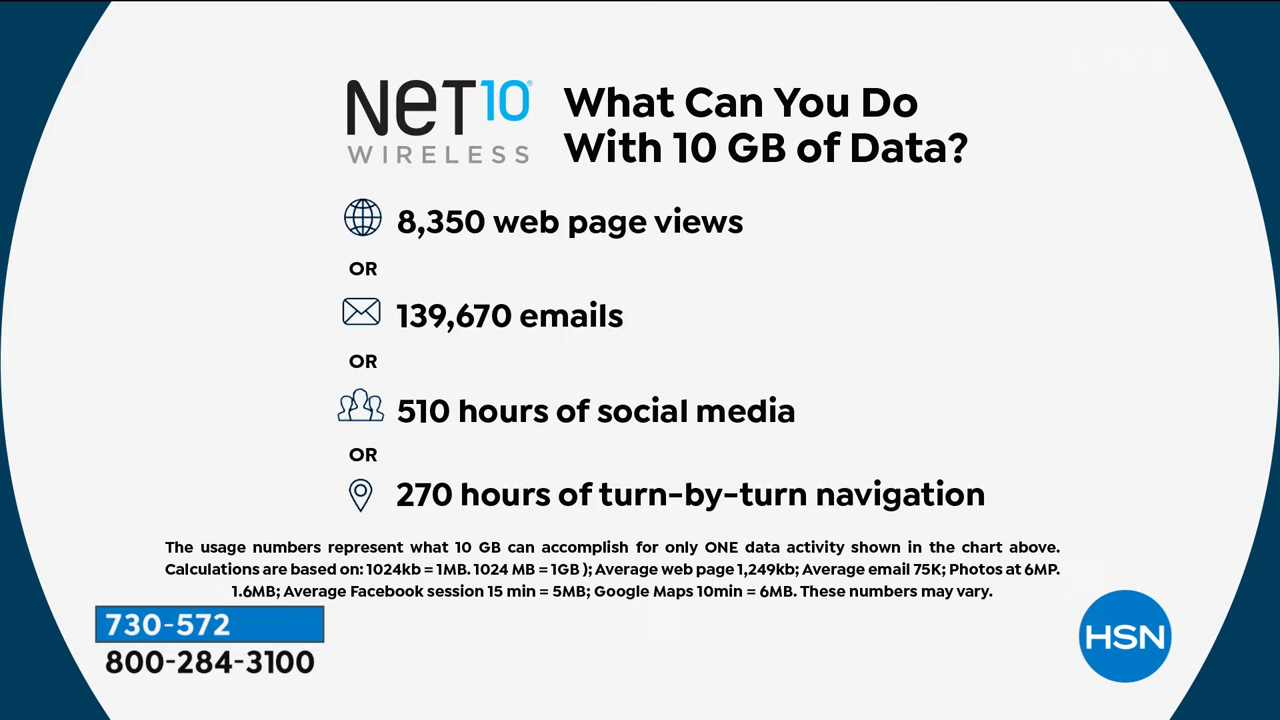 NET10®
WIRELESS
What Can You Do
With 10 GB of Data?
8,350 web page views
OR
139,670 emails
OR
510 hours of social media
OR
270 hours of turn-by-turn navigation
The usage numbers represent what 10 GB can accomplish for only ONE data activity shown in the chart above.
Calculations are based on: 1024kb = 1MB. 1024 MB = 1GB ); Average web page 1,249kb; Average email 75K; Photos at 6MP.
1.6MB; Average Facebook session 15 min = 5MB; Google Maps 10min = 6MB. These numbers may vary.
730-572
800-284-3100
HSN